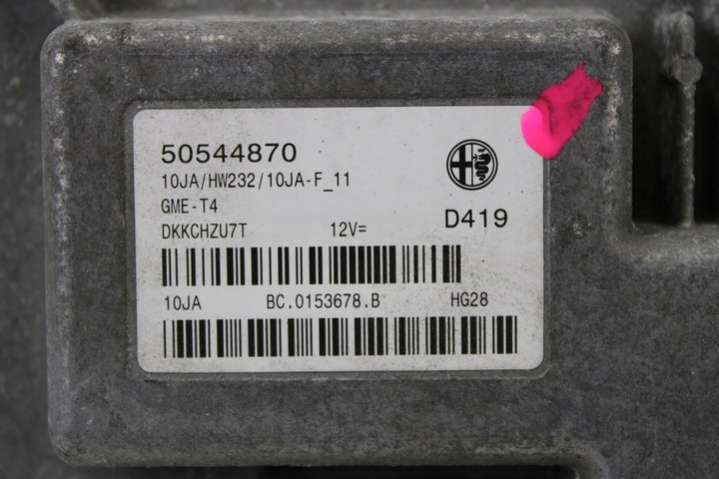 50544870
10JA/HW232/10JA-F_11
GME-T4
D419
DKKCHZU7T 12V=
10JA BC.0153678.B HG28